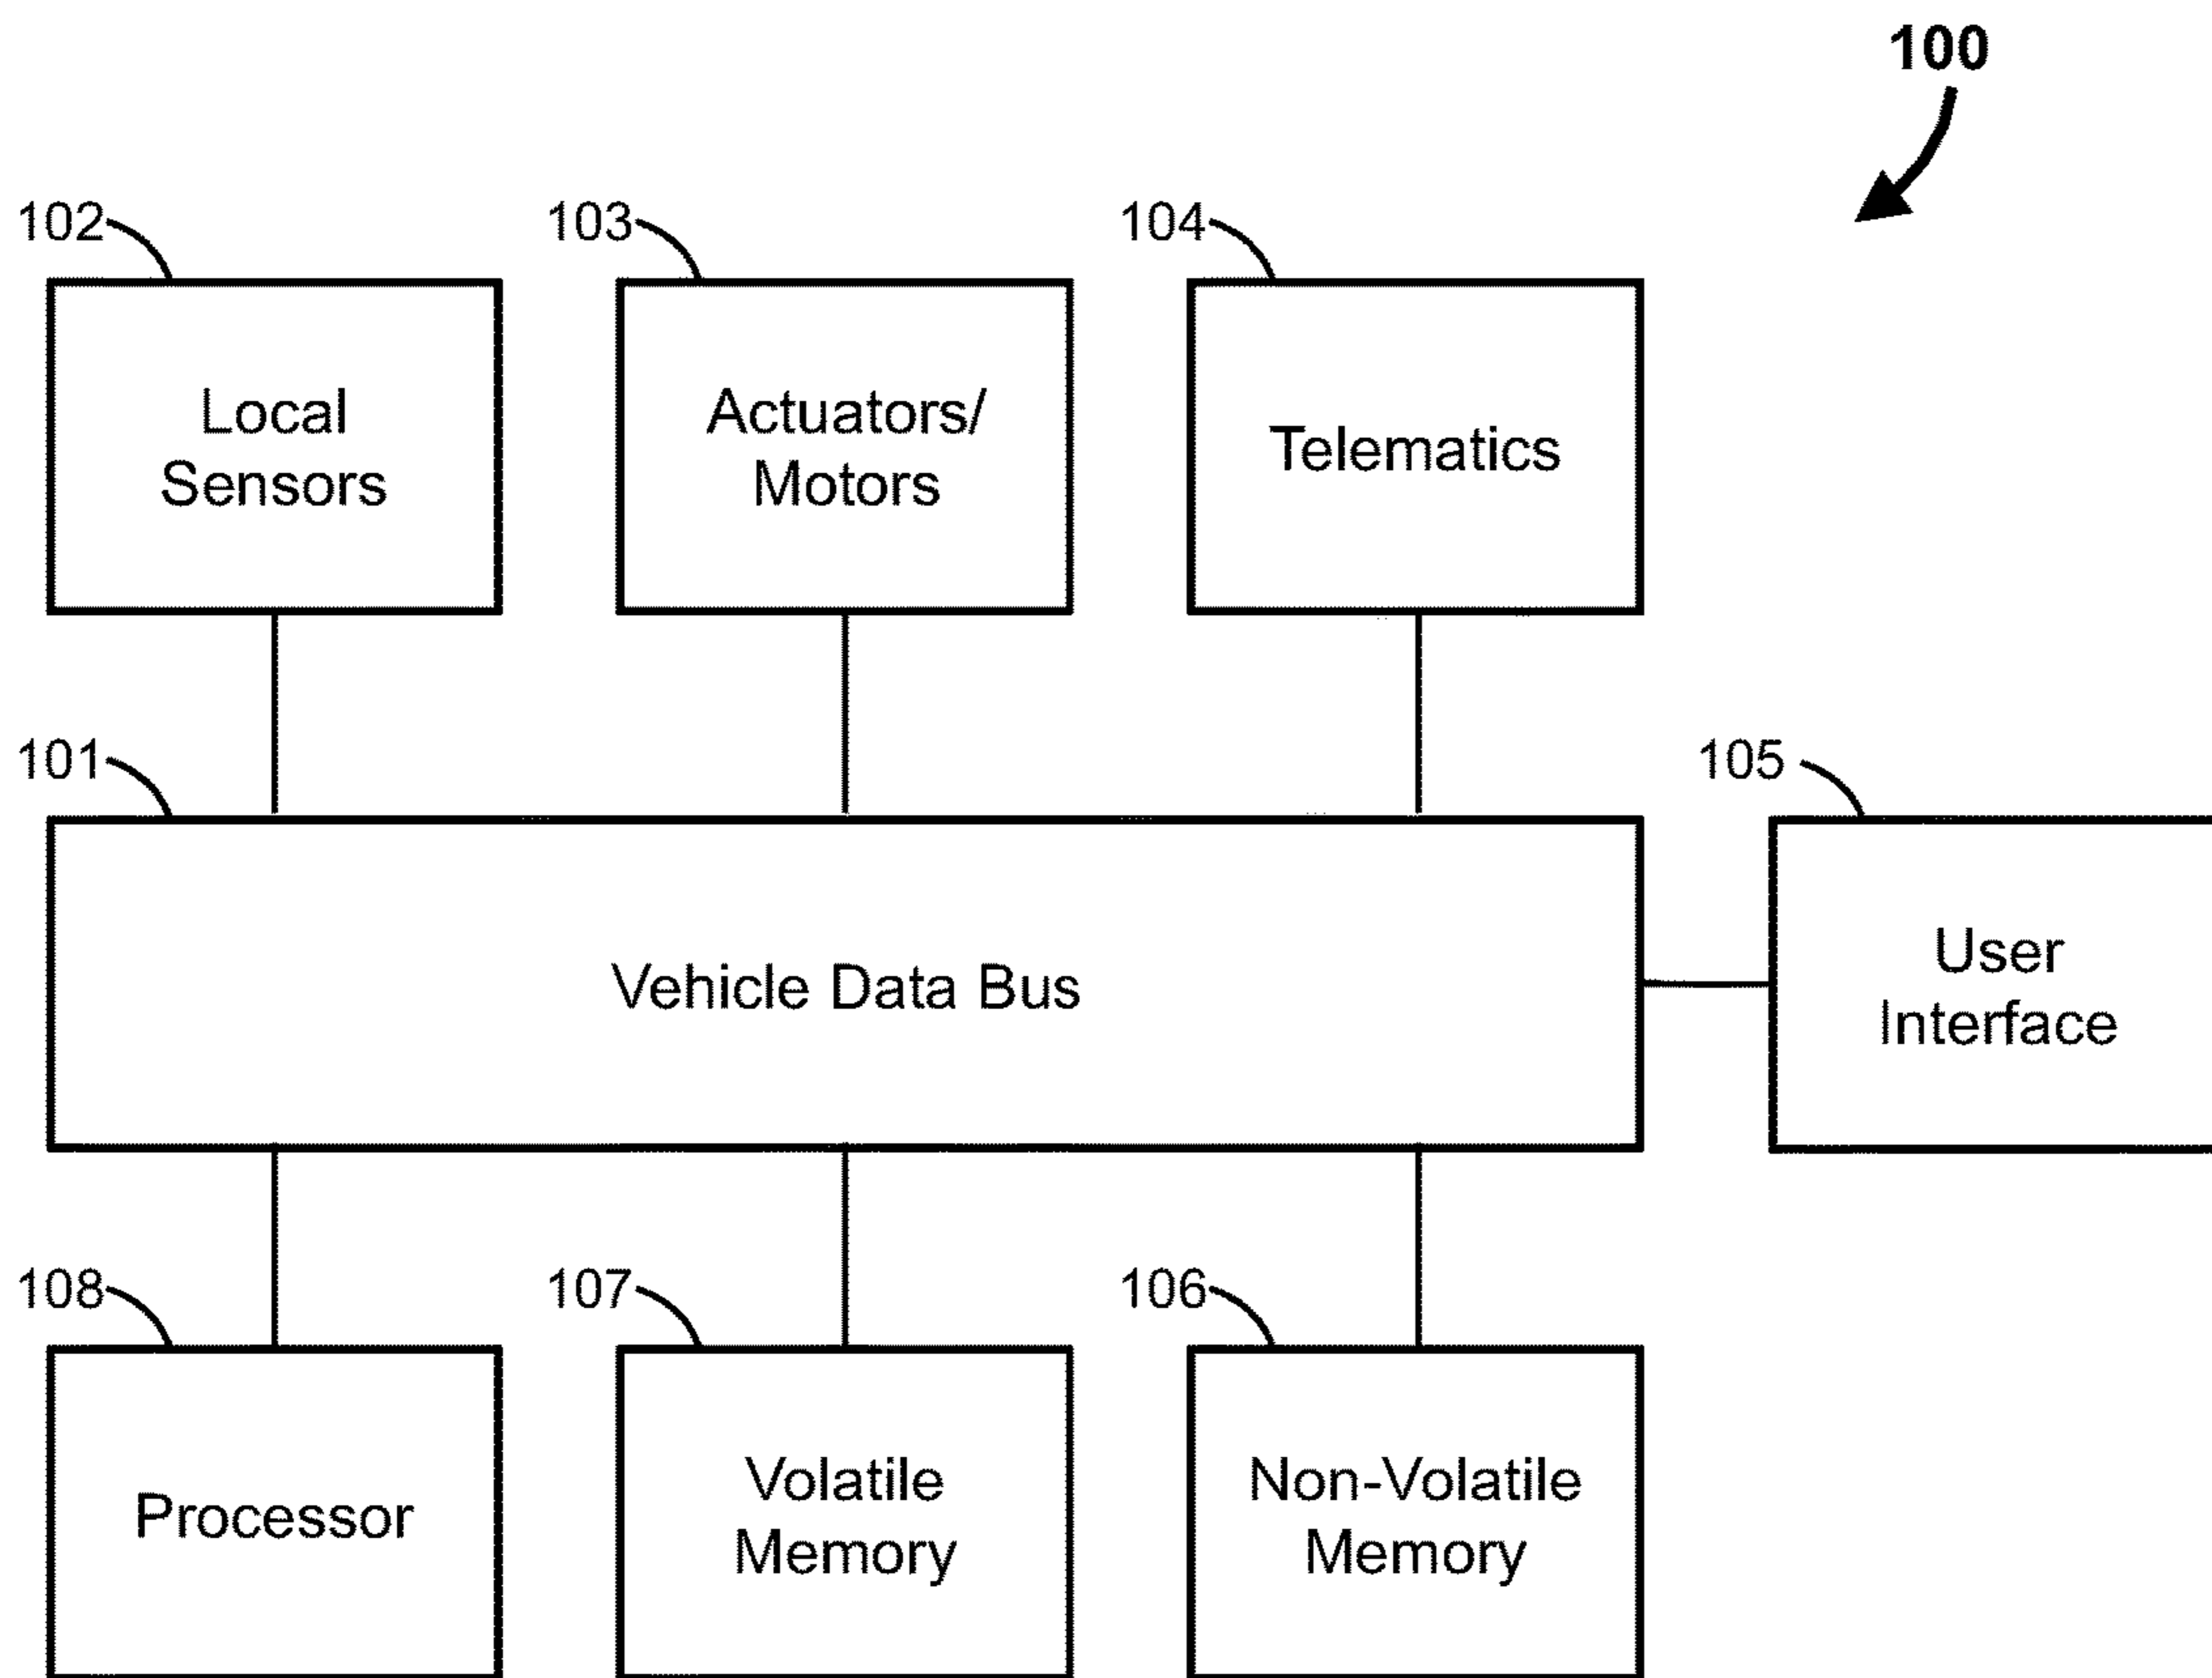 100
102
103
104
Local
Sensors
Actuators/
Motors
Telematics
101
105
Vehicle Data Bus
User
Interface
108
107
106
Processor
Volatile
Memory
Non-Volatile
Memory